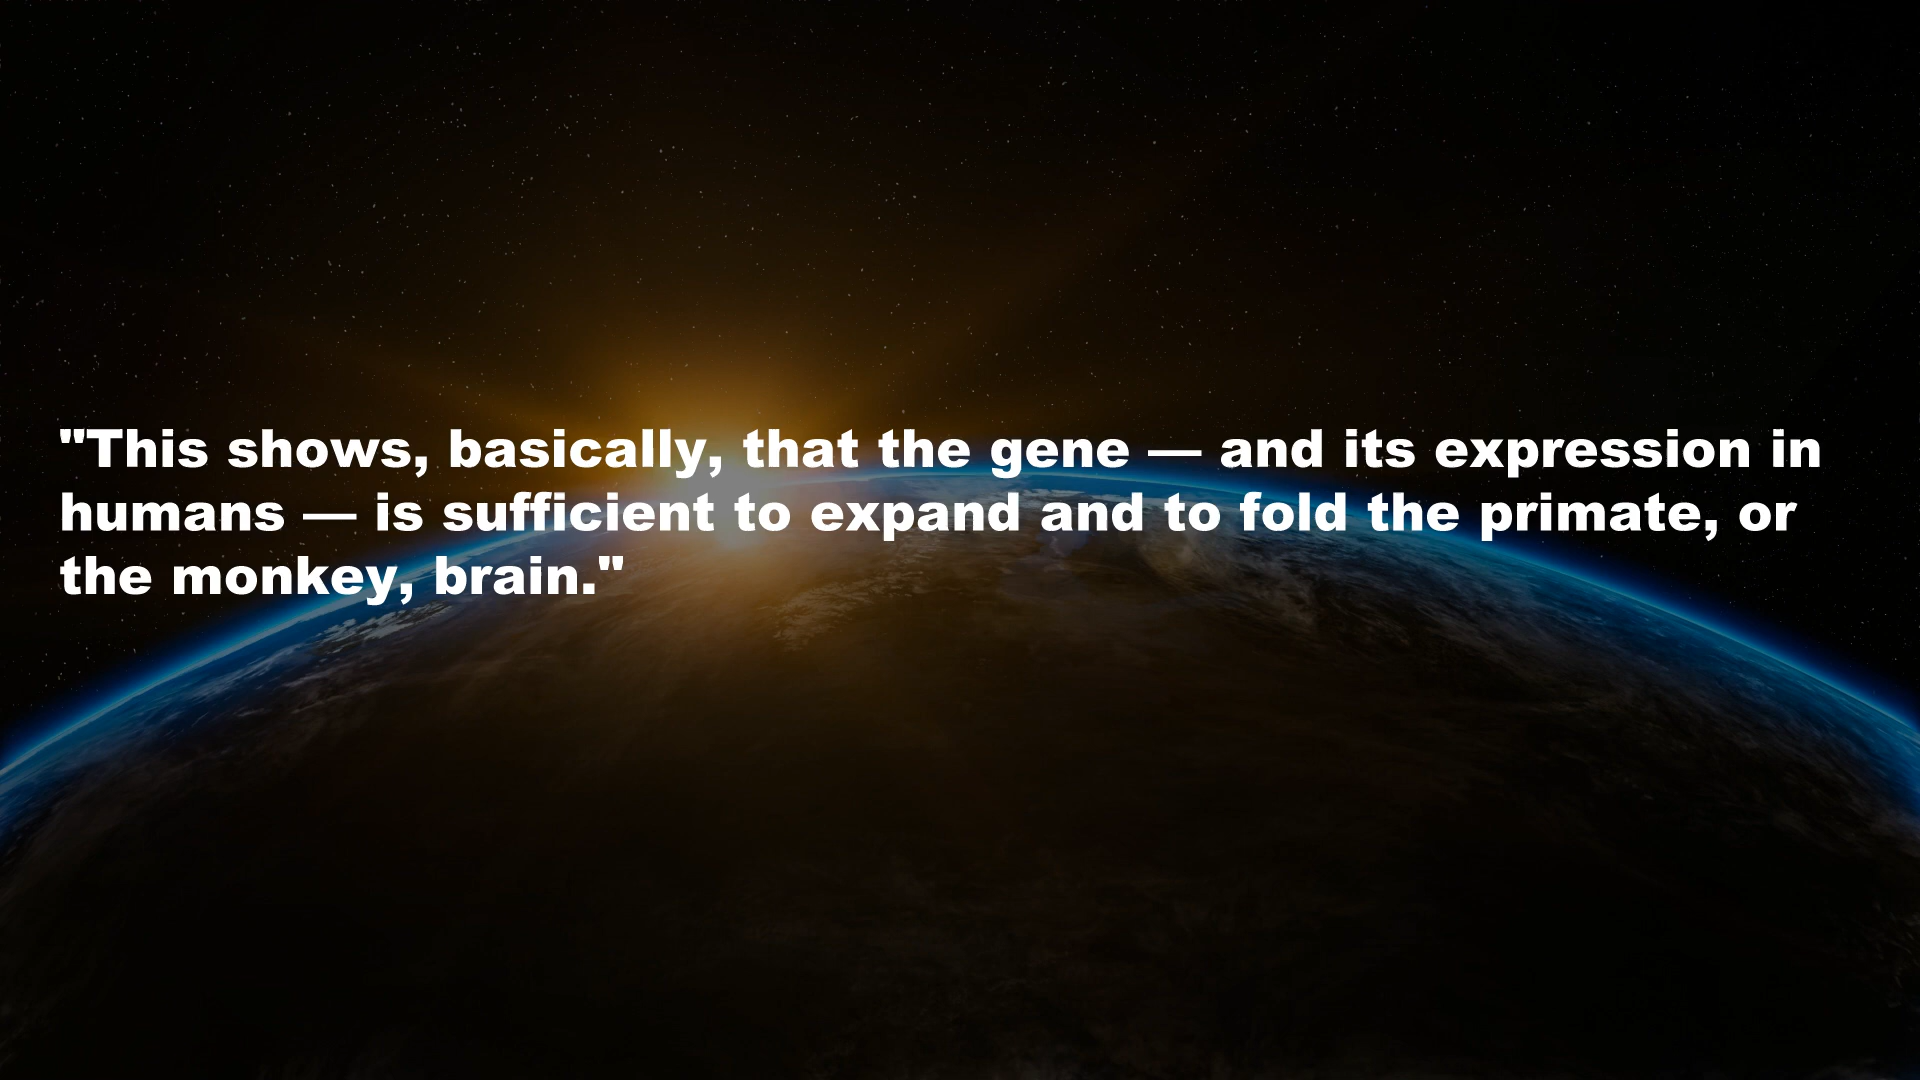 "This shows, basically, that the gene — and its expression in
humans — is sufficient to expand and to fold the primate, or
the monkey, brain."